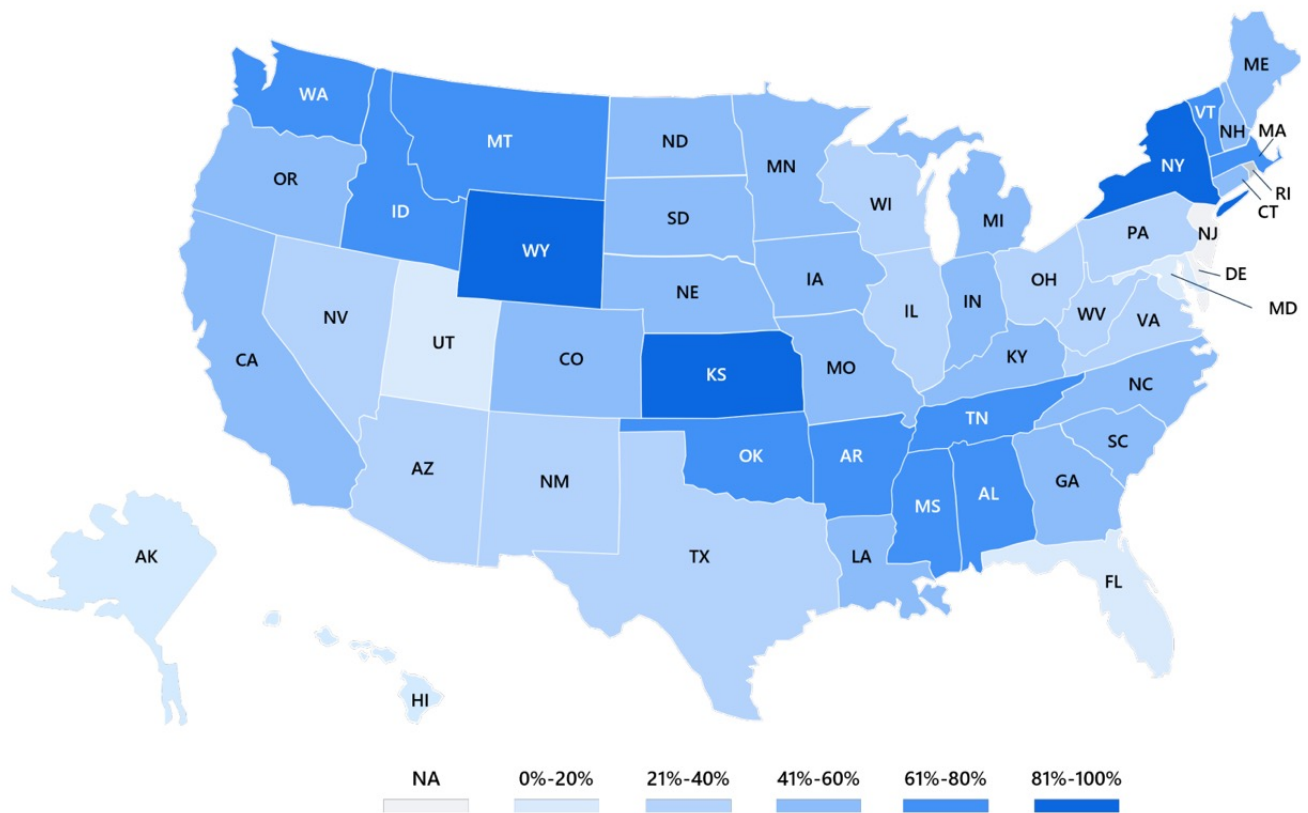 ME
WA
VT
NH
MA
MT
ND
MN
NY
OR
WI
RI
ID
SD
MI
CT
WY
PA
NJ
IA
DE
NE
OH
IN
MD
NV
IL
WV
VA
UT
CA
CO
KY
MO
KS
NC
TN
SC
OK
AR
AZ
NM
GA
MS
AL
AK
TX
LA
FL
HI
NA 0%-20% 21%-40% 41%-60% 61%-80% 81%-100%